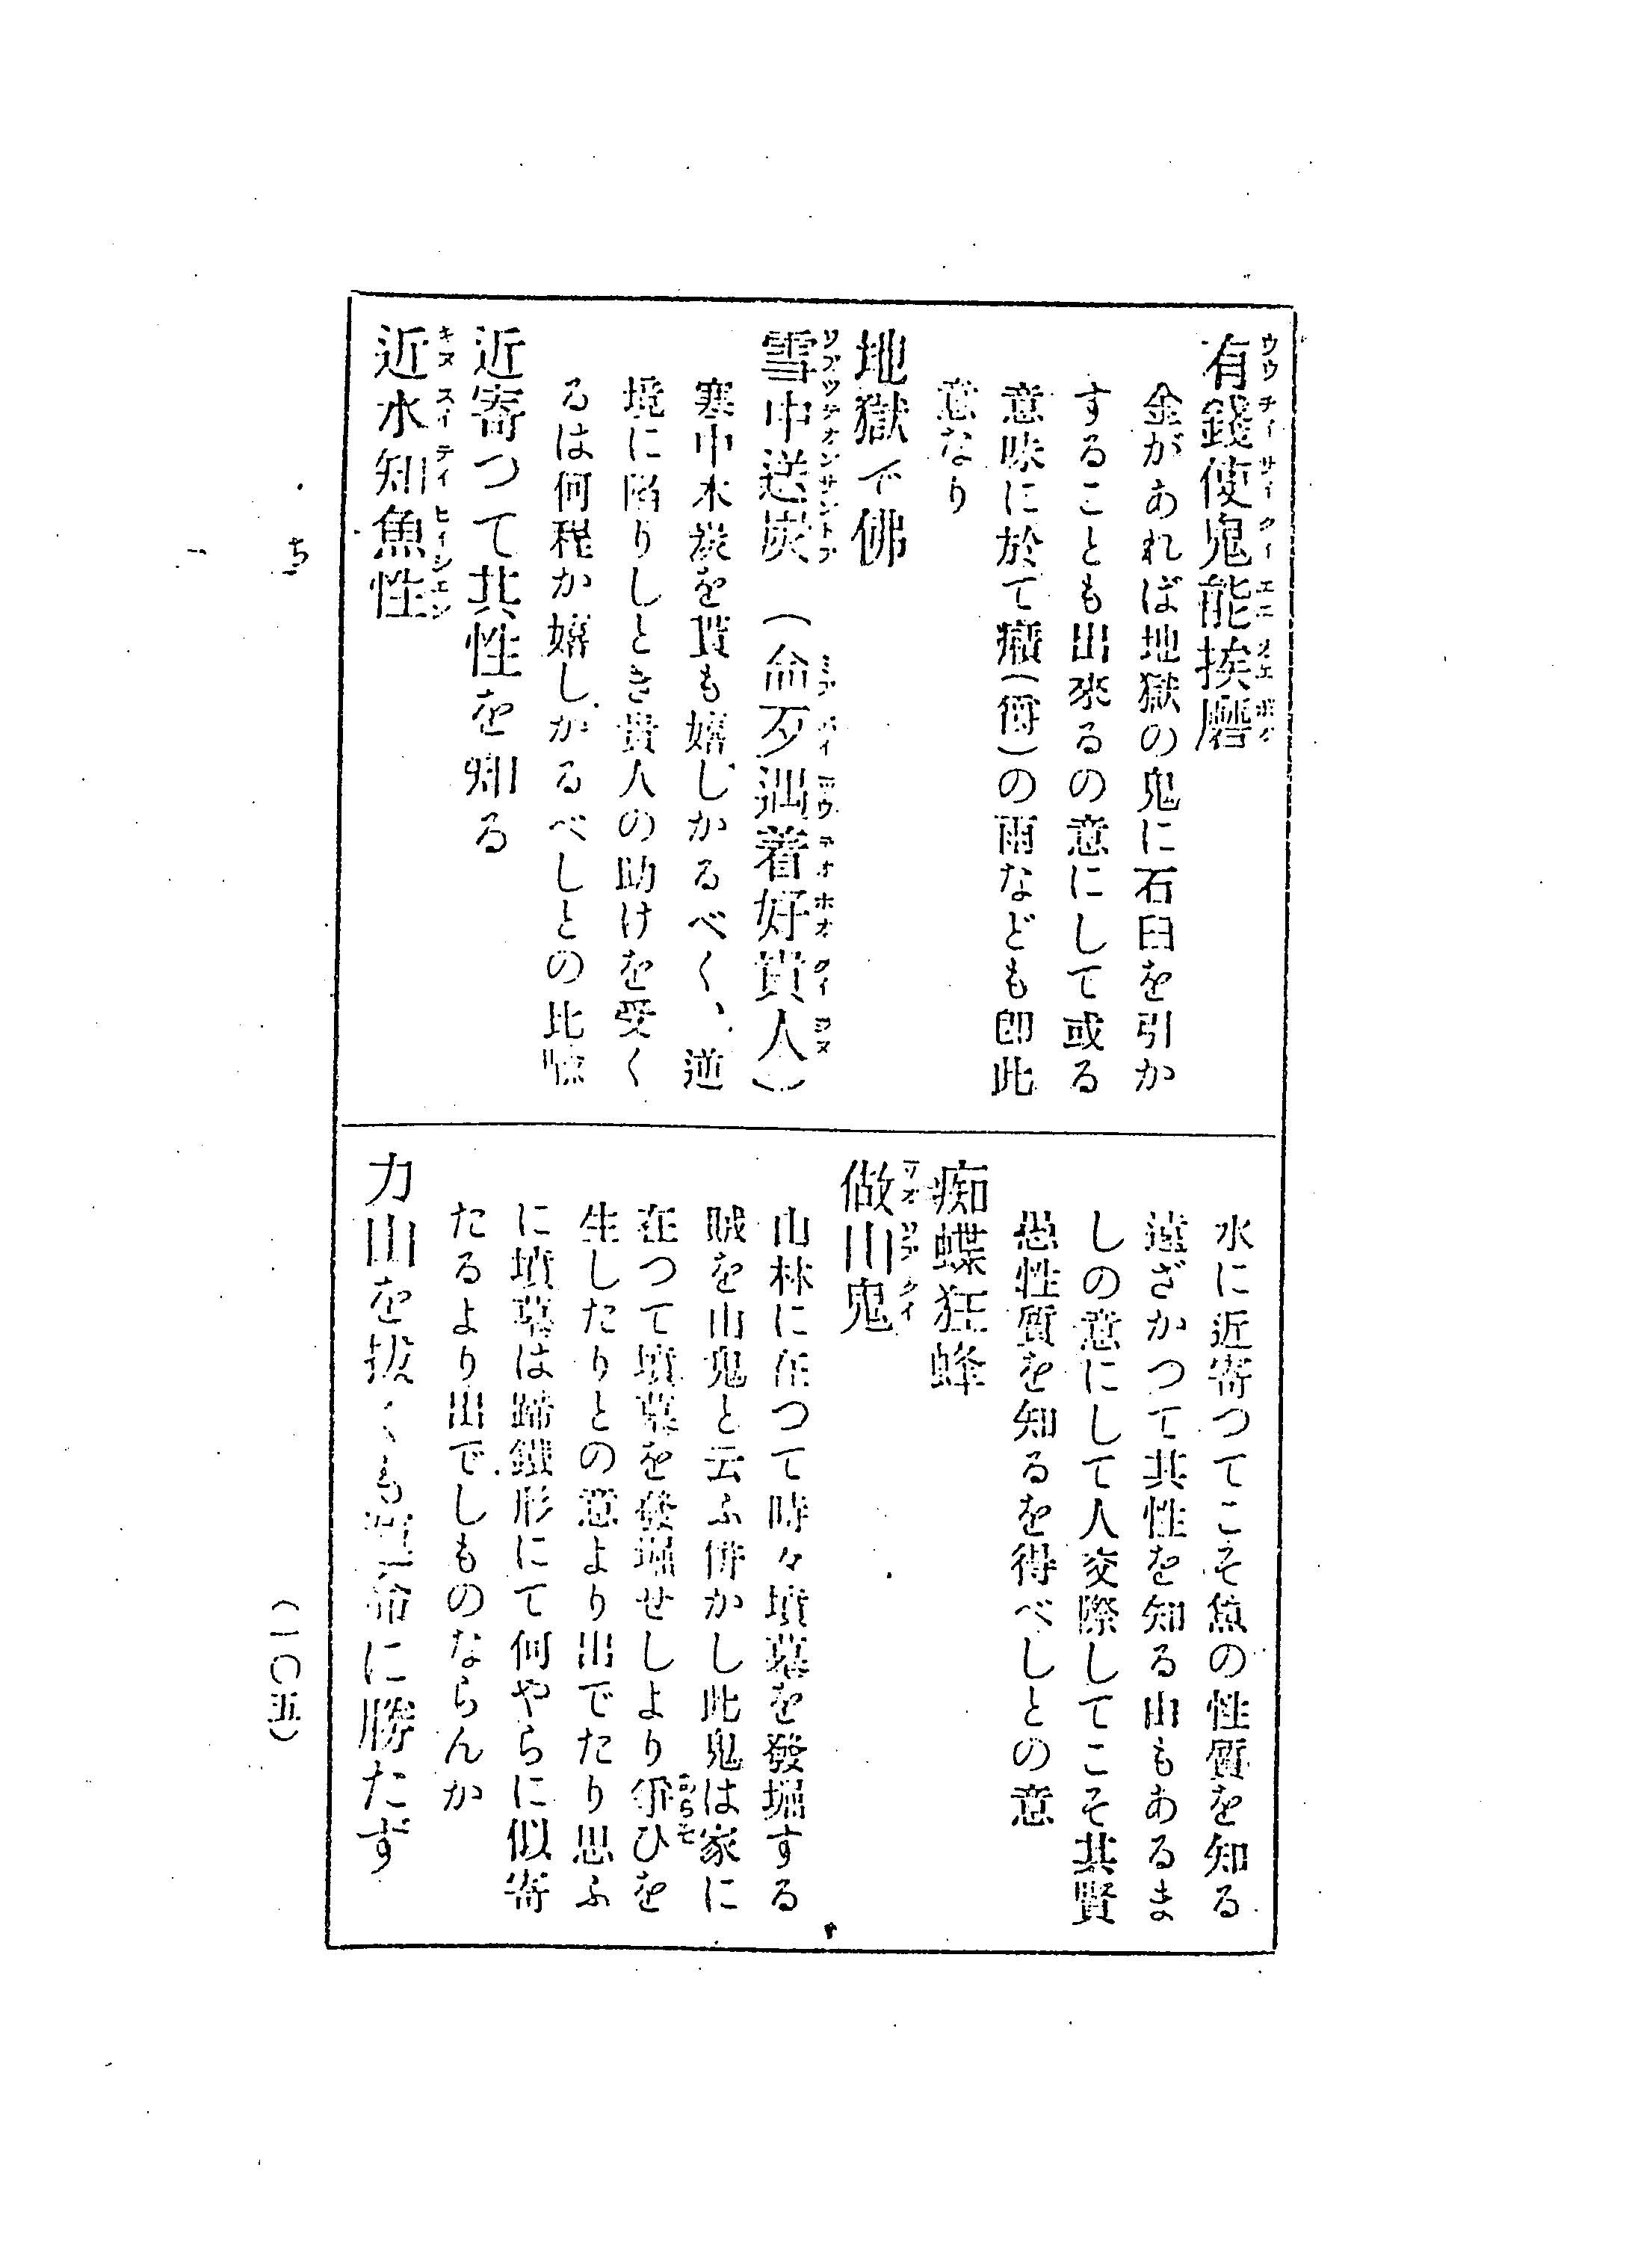 有錢使鬼能挨磨
金があれば地獄の鬼に石臼を引か
することも出來るの意にして或る
意味に於て癪(僻)の雨なども卽此
意なり
地獄で佛
雪中送炭 (命歹 着好貴人)
寒中木炭を貰も嬉しかるべく、逆
境に陷りしとき貴人の助けを受く
るは何程か嬉しかるべしとの比喩
近寄つて其性を知る
近水知魚性
水に近寄つてこそ魚の性質を知る
遠ざかつて其性を知る由もあるま
しの意にして人交際してこそ其賢
愚性質を知るを得べしとの意
痴蝶狂蜂
做山鬼
山林に在つて時々墳墓を發堀する
賊を山鬼と云ふ併かし此鬼は家に
在つて墳墓を發堀せしより爭ひを
生したりとの意より出でたり思ふ
に墳墓は蹄鐵形にて何やらに似寄
たるより出でしものならんか
力山を拔くも運命に勝たず
ち
(一〇五)